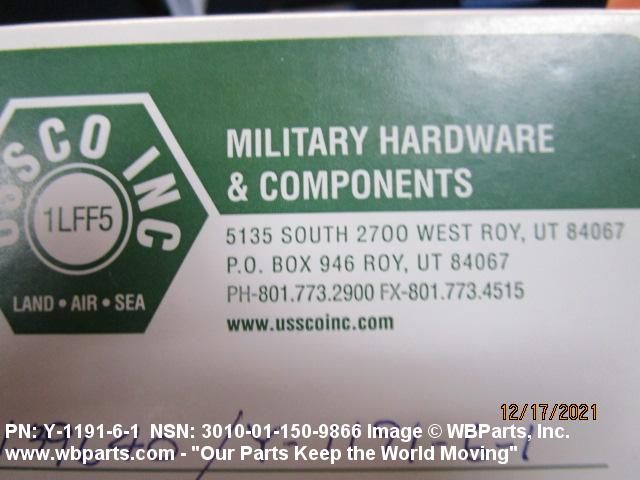 MILITARY HARDWARE
& COMPONENTS
USSCO INC
1LFF5
LAND • AIR • SEA
5135 SOUTH 2700 WEST ROY, UT 84067
P.O. BOX 946 ROY, UT 84067
PH-801.773.2900 FX-801.773.4515
www.usscoinc.com
12/17/2021
PN: Y-1191-6-1 NSN: 3010-01-150-9866 Image © WBParts, Inc.
www.wbparts.com - "Our Parts Keep the World Moving"